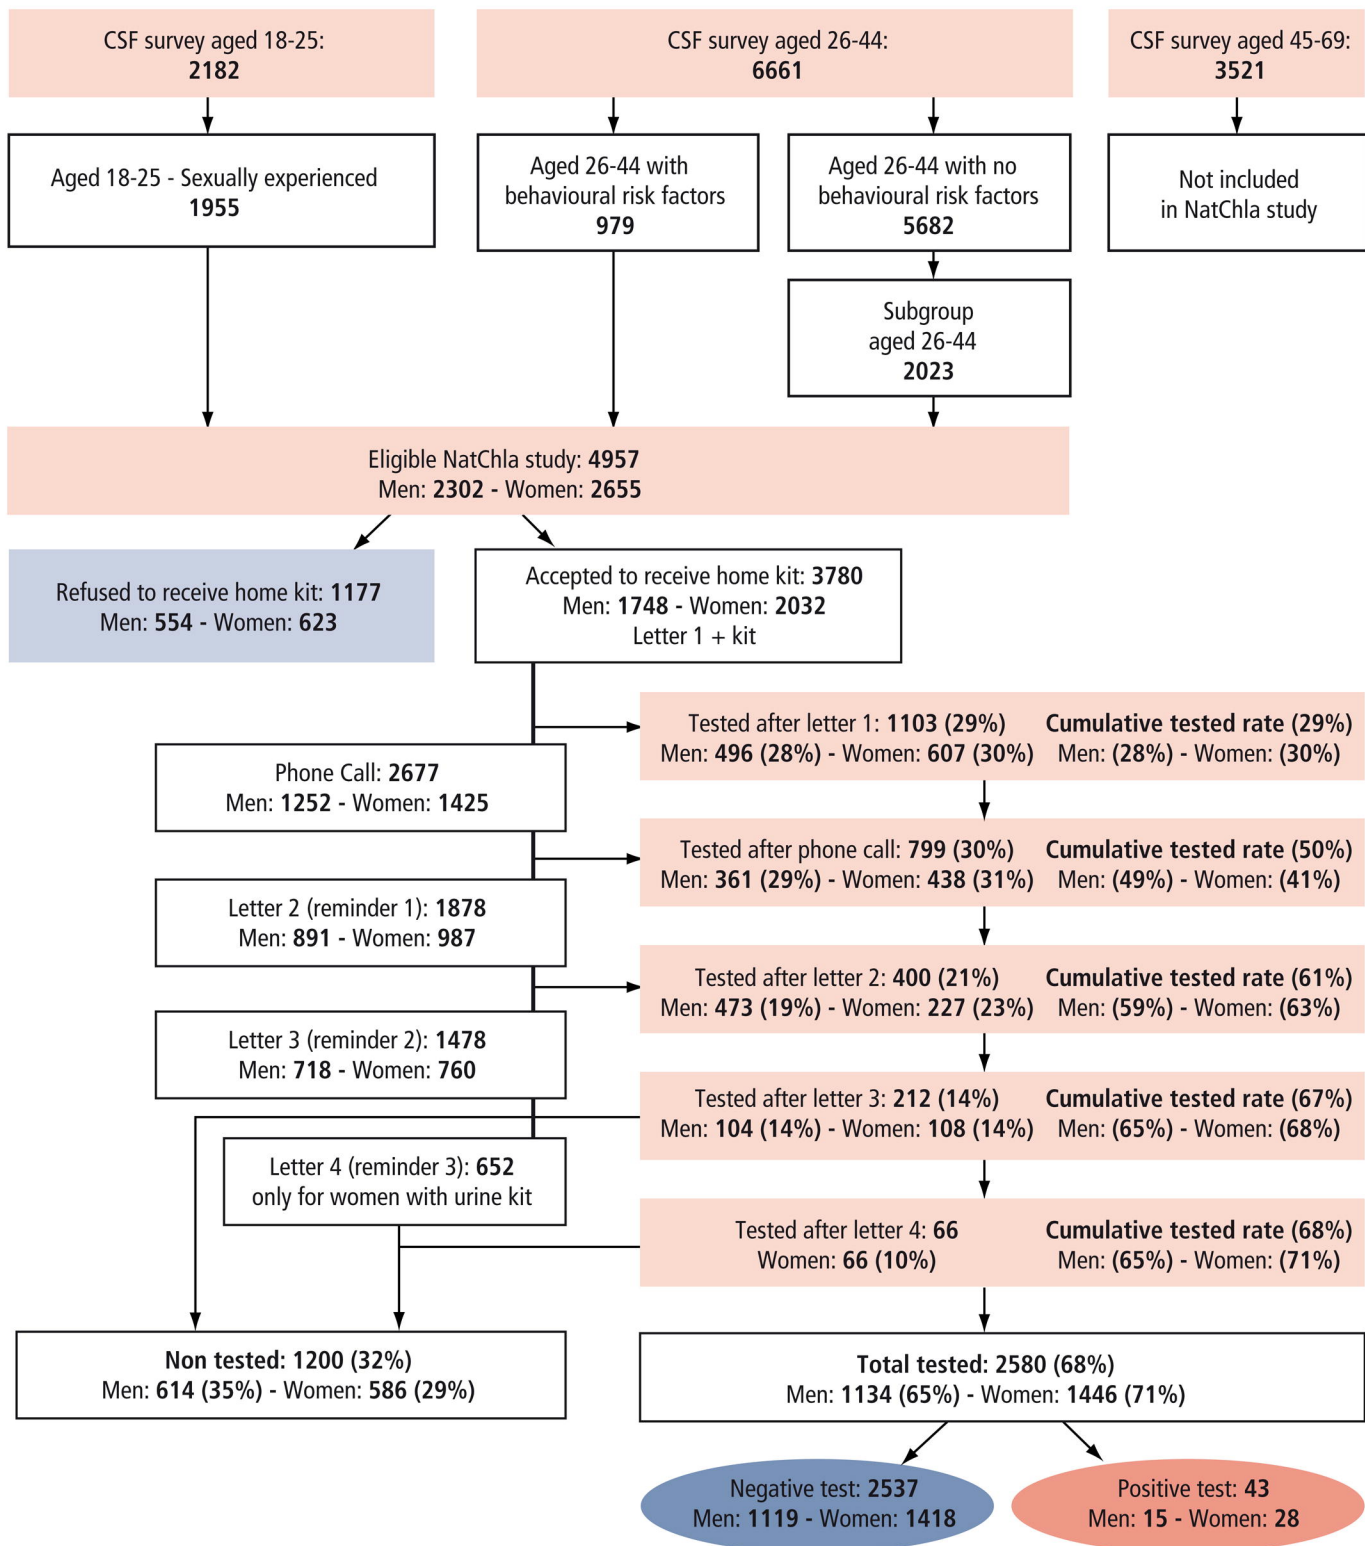 CSF survey aged 18-25:
2182
CSF survey aged 26-44:
6661
CSF survey aged 45-69:
3521
Aged 18-25 - Sexually experienced
1955
Aged 26-44 with
behavioural risk factors
979
Aged 26-44 with no
behavioural risk factors
5682
Not included
in NatChla study
Subgroup
aged 26-44
2023
Eligible NatChla study: 4957
Men: 2302 - Women: 2655
Refused to receive home kit: 1177
Men: 554 - Women: 623
Accepted to receive home kit: 3780
Men: 1748 - Women: 2032
Letter 1 + kit
Tested after letter 1: 1103 (29%)
Men: 496 (28%) - Women: 607 (30%)
Cumulative tested rate (29%)
Men: (28%) - Women: (30%)
Phone Call: 2677
Men: 1252 - Women: 1425
Tested after phone call: 799 (30%)
Men: 361 (29%) - Women: 438 (31%)
Cumulative tested rate (50%)
Men: (49%) - Women: (41%)
Letter 2 (reminder 1): 1878
Men: 891 - Women: 987
Tested after letter 2: 400 (21%)
Men: 473 (19%) - Women: 227 (23%)
Cumulative tested rate (61%)
Men: (59%) - Women: (63%)
Letter 3 (reminder 2): 1478
Men: 718 - Women: 760
Tested after letter 3: 212 (14%)
Men: 104 (14%) - Women: 108 (14%)
Cumulative tested rate (67%)
Men: (65%) - Women: (68%)
Letter 4 (reminder 3): 652
only for women with urine kit
Tested after letter 4: 66
Women: 66 (10%)
Cumulative tested rate (68%)
Men: (65%) - Women: (71%)
Non tested: 1200 (32%)
Men: 614 (35%) - Women: 586 (29%)
Total tested: 2580 (68%)
Men: 1134 (65%) - Women: 1446 (71%)
Negative test: 2537
Men: 1119 - Women: 1418
Positive test: 43
Men: 15 - Women: 28